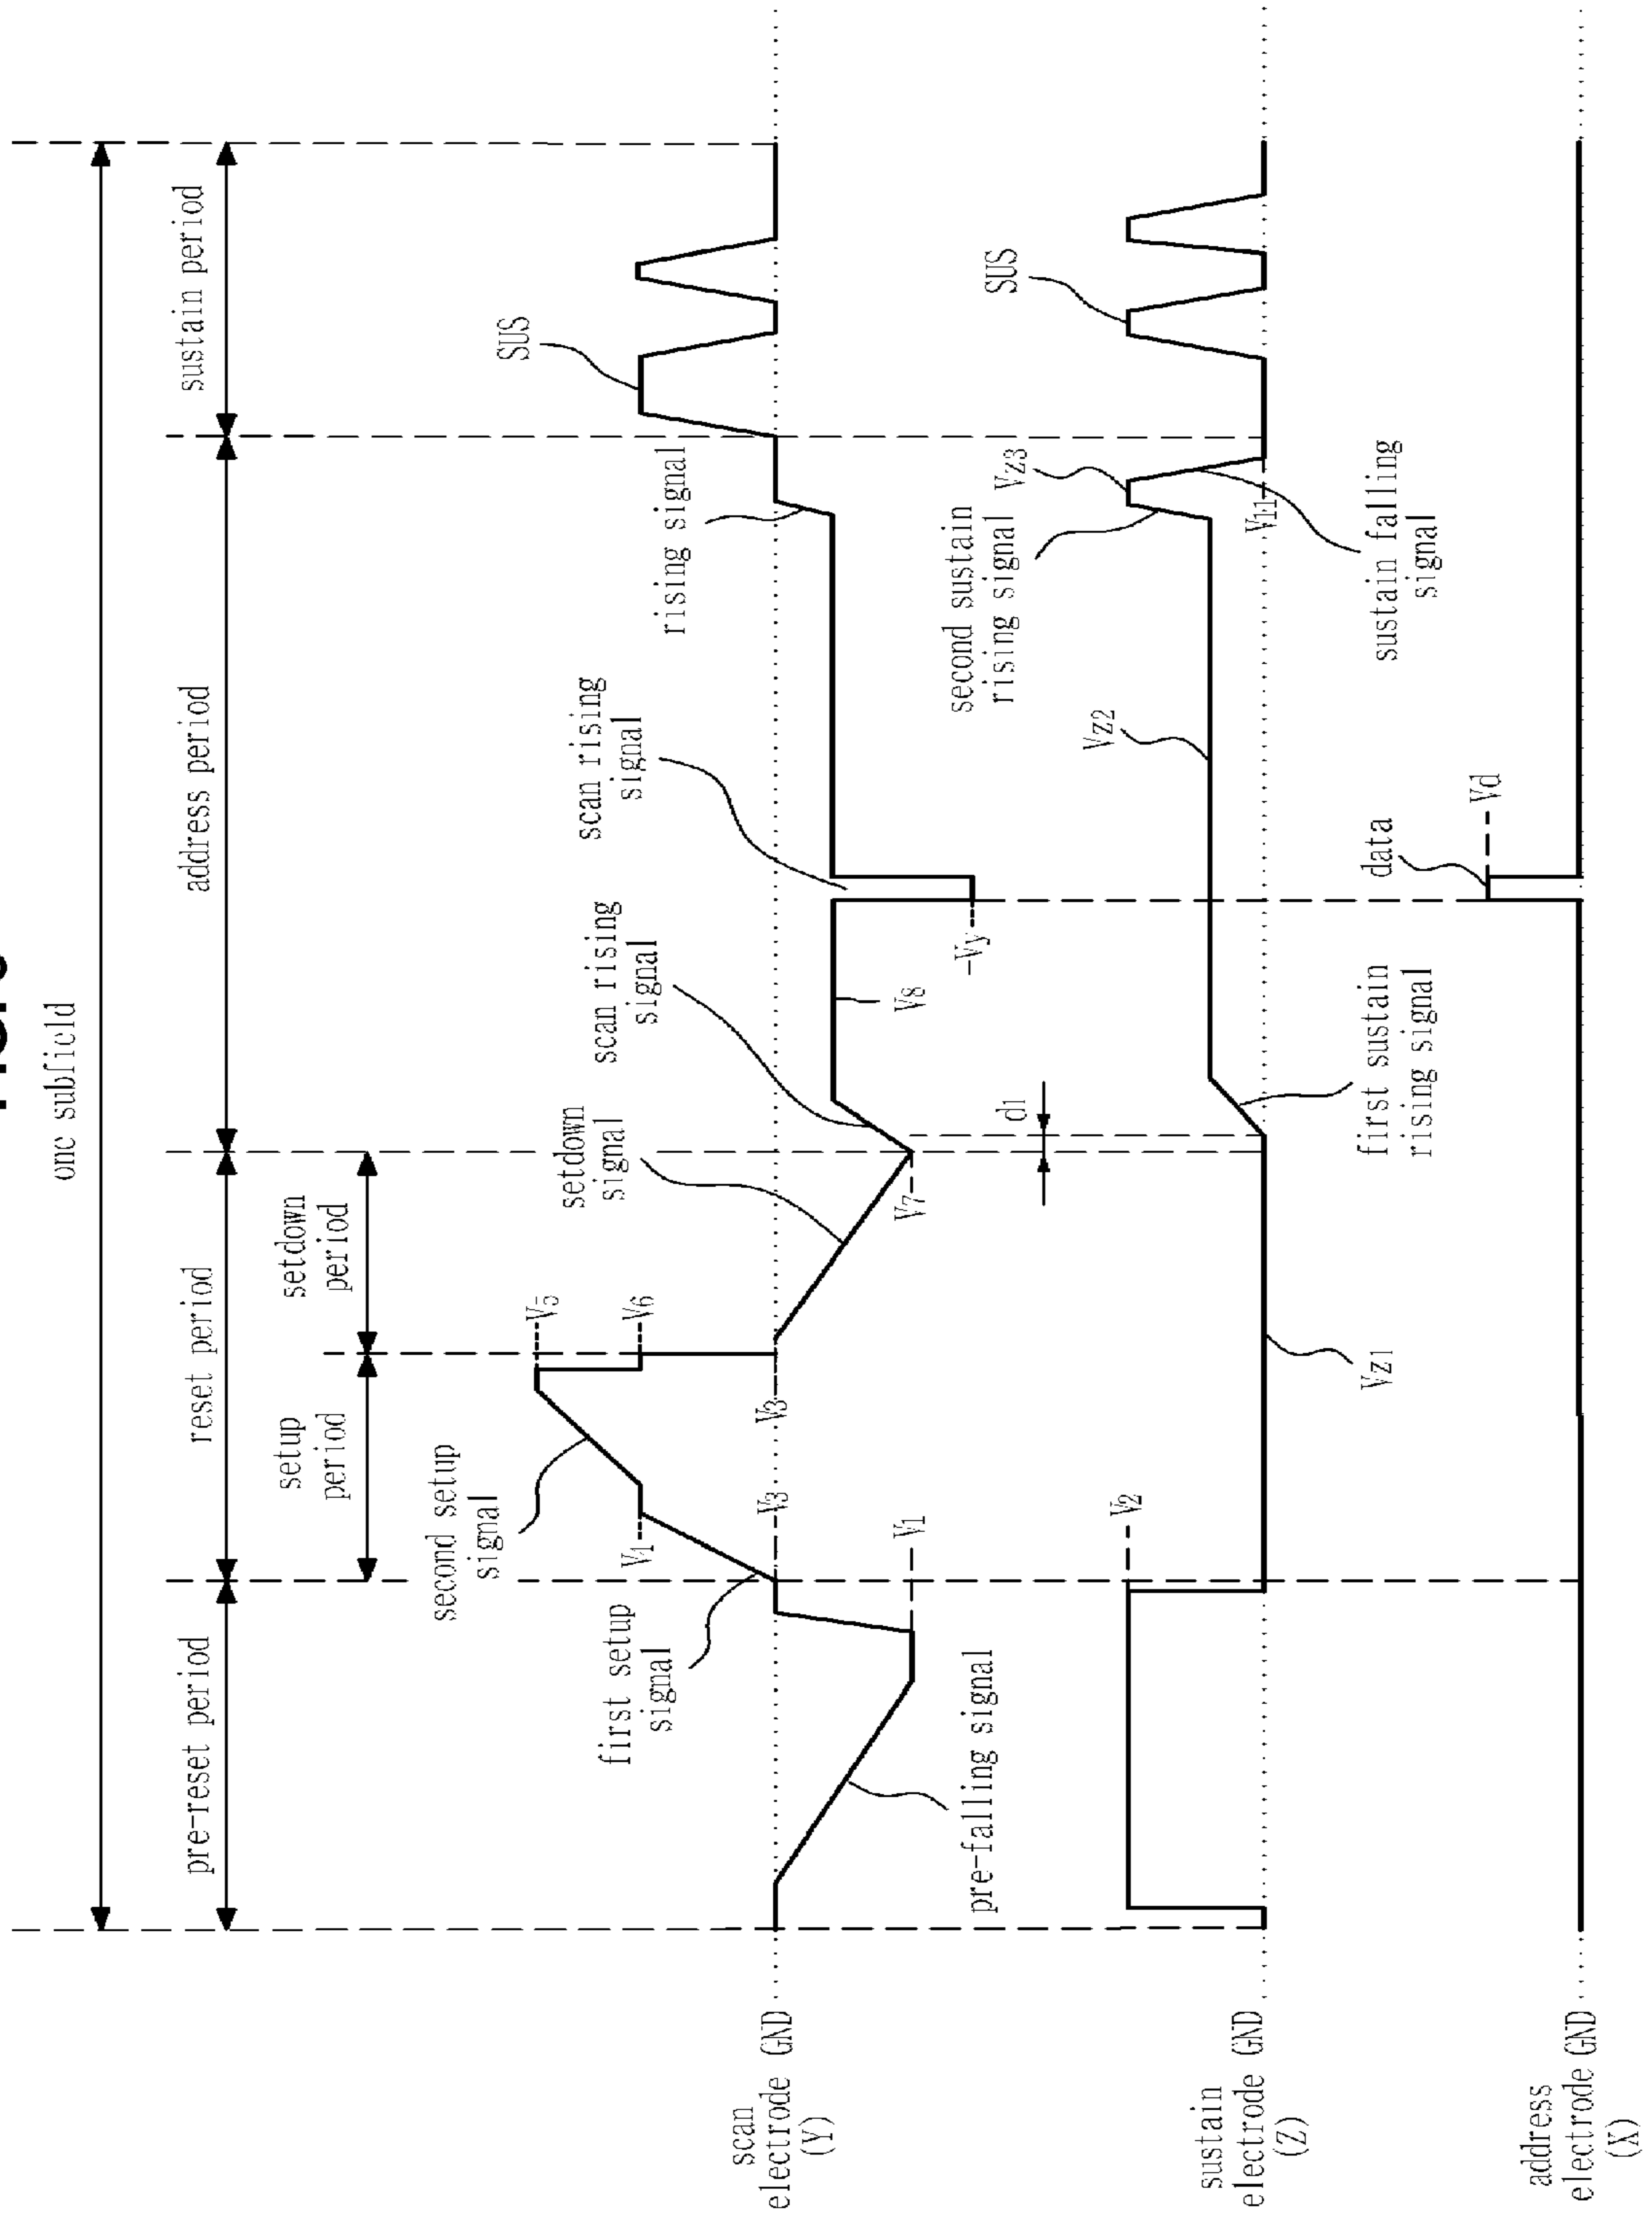 one subfield
pre-reset period
reset period
address period
sustain period
setup
period
setdown
period
scan
electrode GND
(Y)
pre-falling signal
first setup
signal
second setup
signal
V1
V3
V4
V3
V5
V6
setdown
signal
V7
scan rising
signal
V8
-Vy
scan rising
signal
rising signal
SUS
sustain
electrode GND
(Z)
V2
Vz1
d1
first sustain
rising signal
Vz2
second sustain
rising signal
Vz3
V11
sustain falling
signal
SUS
address
electrode GND
(X)
data
Vd